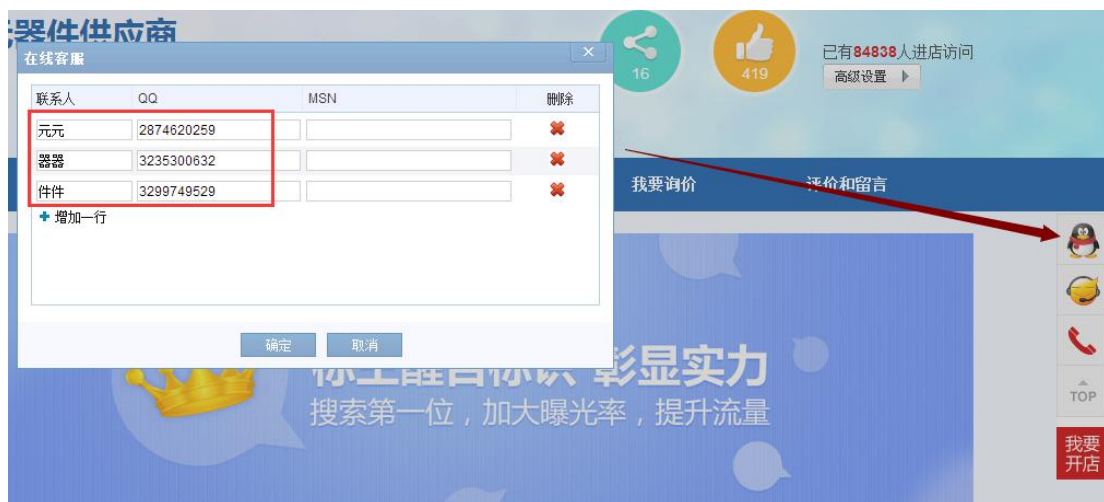 器件供应商
在线客服
16
419
已有84838人进店访问
高级设置
联系人 QQ MSN 删除
元元 2874620259
器器 3235300632
件件 3299749529
增加一行
我要询价 评价和留言
确定 取消
彰显实力
搜索第一位，加大曝光率，提升流量
TOP
我要
开店